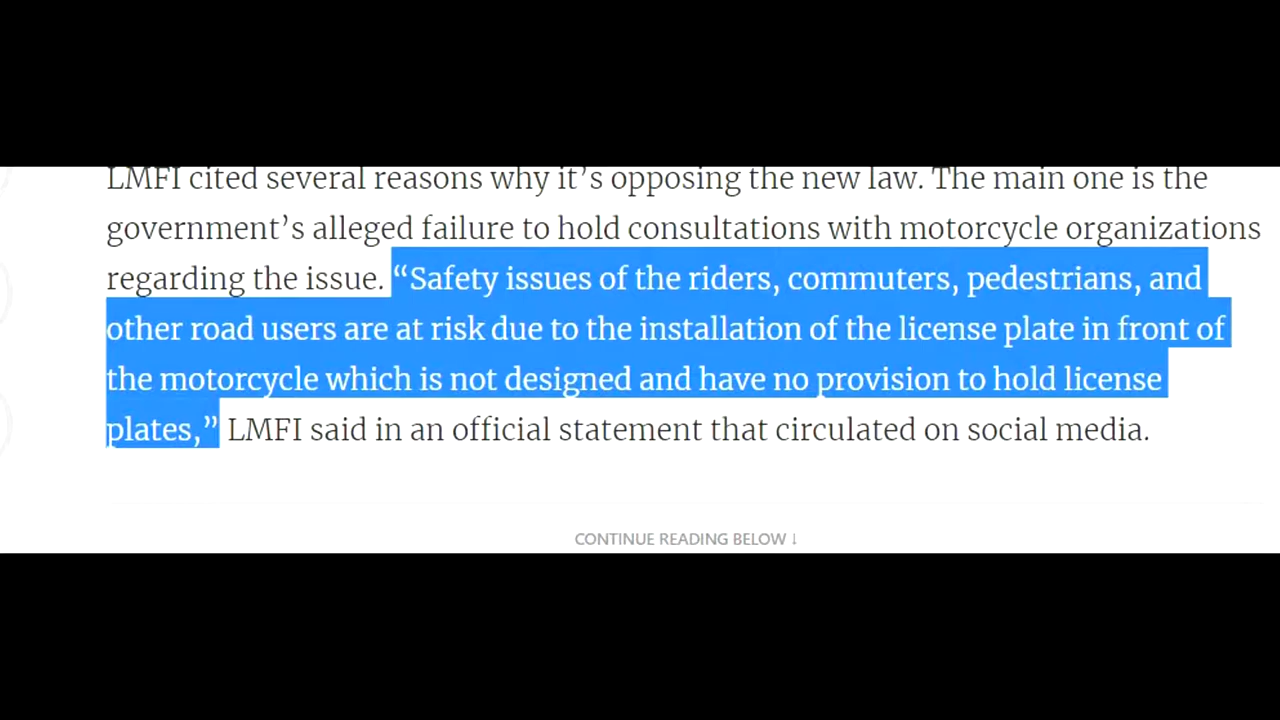 LMFI cited several reasons why it’s opposing the new law. The main one is the
government’s alleged failure to hold consultations with motorcycle organizations
regarding the issue. “Safety issues of the riders, commuters, pedestrians, and
other road users are at risk due to the installation of the license plate in front of
the motorcycle which is not designed and have no provision to hold license
plates,” LMFI said in an official statement that circulated on social media.
CONTINUE READING BELOW ↓